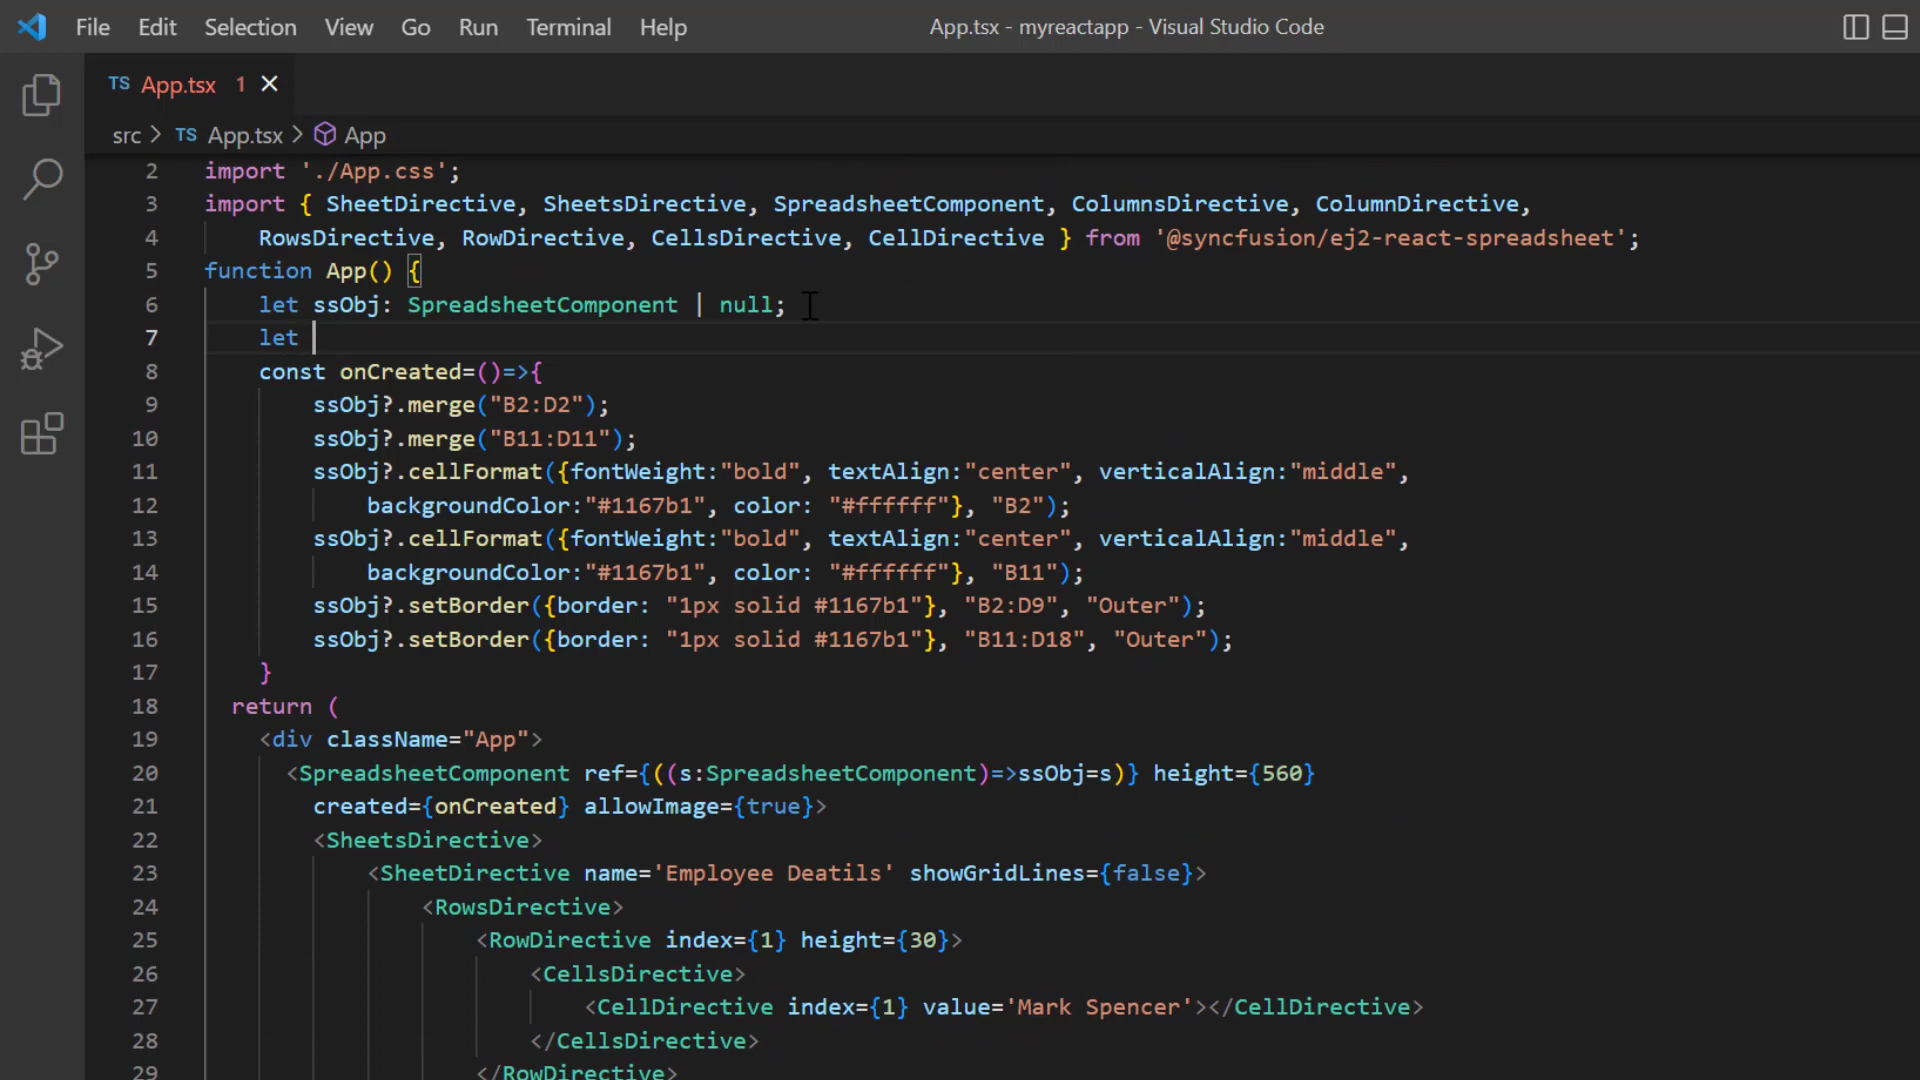 File Edit Selection View Go Run Terminal Help App.tsx - myreactapp - Visual Studio Code
TS App.tsx 1
src > TS App.tsx > App
2 import './App.css';
3 import { SheetDirective, SheetsDirective, SpreadsheetComponent, ColumnsDirective, ColumnDirective,
4 RowsDirective, RowDirective, CellsDirective, CellDirective } from '@syncfusion/ej2-react-spreadsheet';
5 function App() {
6 let ssObj: SpreadsheetComponent | null;
7 let
8 const onCreated=()=>{
9 ssObj?.merge("B2:D2");
10 ssObj?.merge("B11:D11");
11 ssObj?.cellFormat({fontWeight:"bold", textAlign:"center", verticalAlign:"middle",
12 backgroundColor:"#1167b1", color: "#ffffff"}, "B2");
13 ssObj?.cellFormat({fontWeight:"bold", textAlign:"center", verticalAlign:"middle",
14 backgroundColor:"#1167b1", color: "#ffffff"}, "B11");
15 ssObj?.setBorder({border: "1px solid #1167b1"}, "B2:D9", "Outer");
16 ssObj?.setBorder({border: "1px solid #1167b1"}, "B11:D18", "Outer");
17 }
18 return (
19 <div className="App">
20 <SpreadsheetComponent ref={((s:SpreadsheetComponent)=>ssObj=s)} height={560}
21 created={onCreated} allowImage={true}>
22 <SheetsDirective>
23 <SheetDirective name='Employee Deatils' showGridLines={false}>
24 <RowsDirective>
25 <RowDirective index={1} height={30}>
26 <CellsDirective>
27 <CellDirective index={1} value='Mark Spencer'></CellDirective>
28 </CellsDirective>
29 </RowDirective>